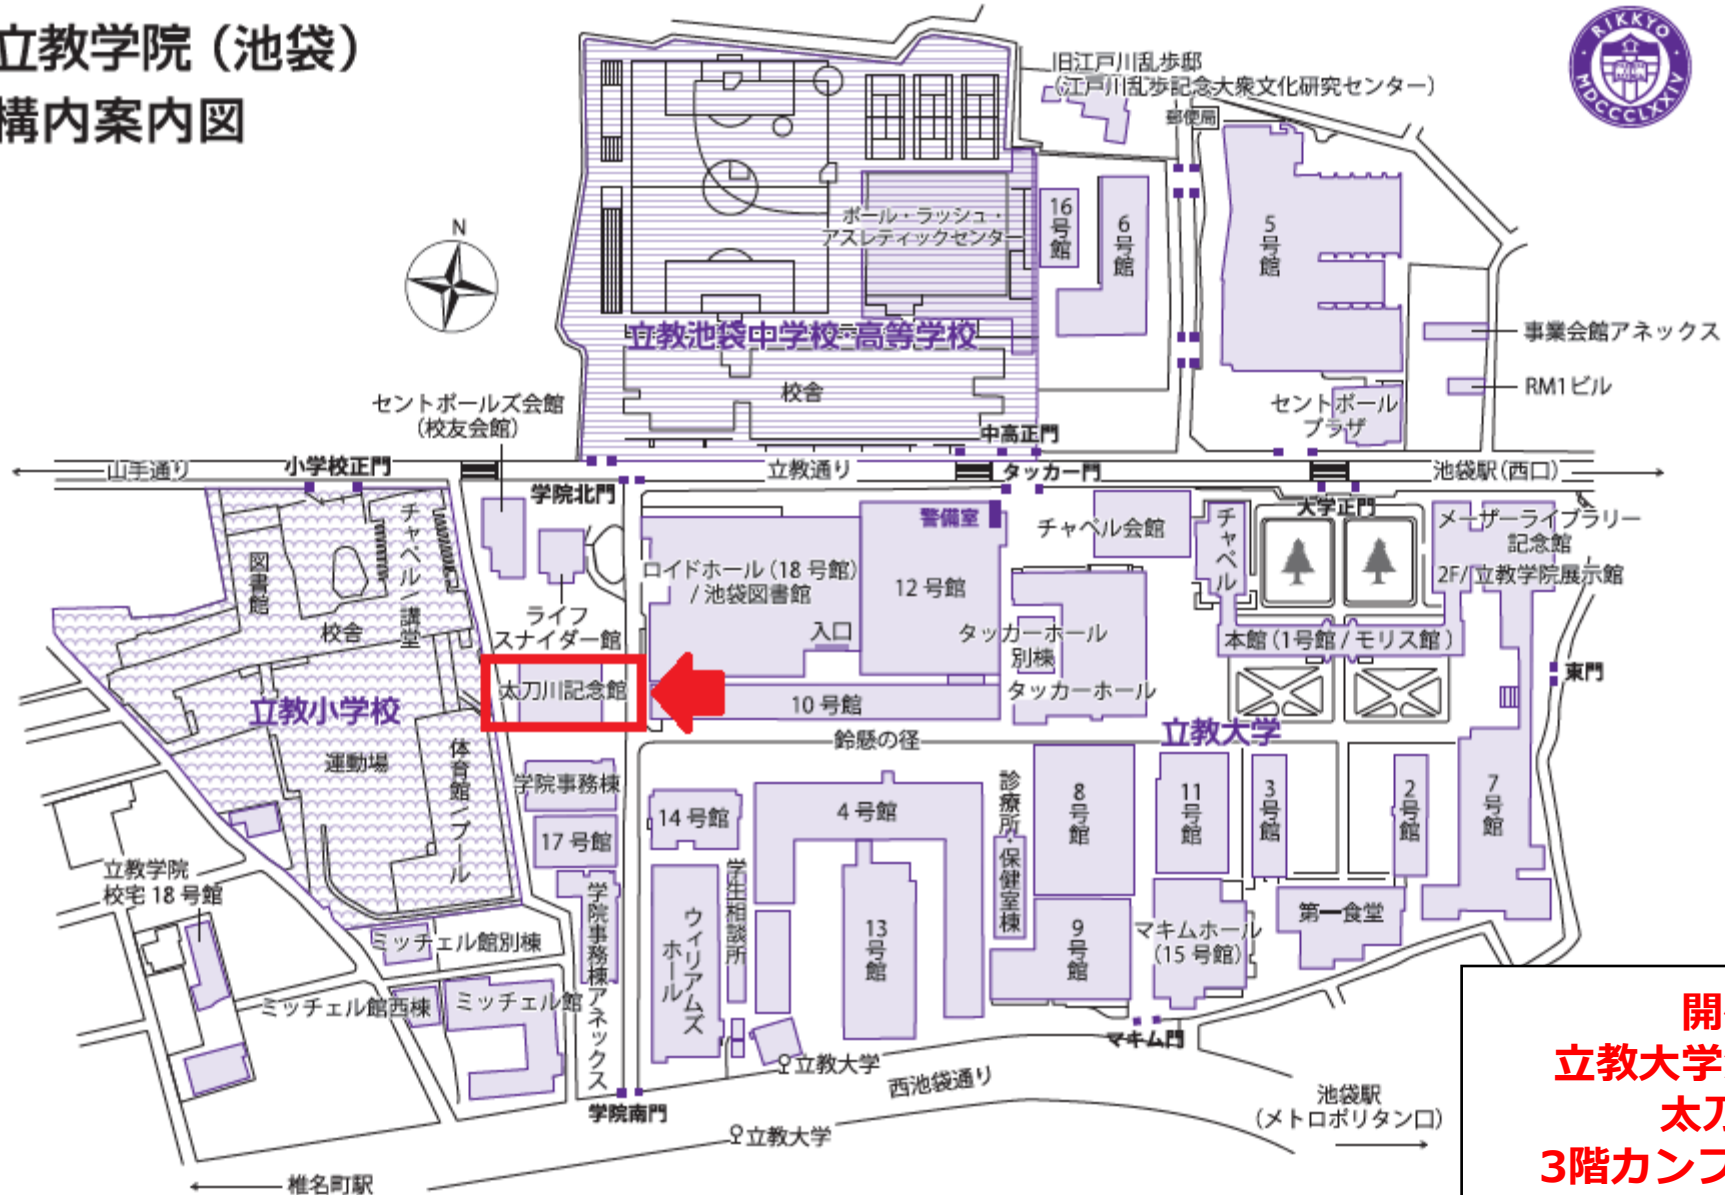 立教学院（池袋）
構内案内図
RIKKYO
MDCCCLXXIV
旧江戸川乱歩邸
（江戸川乱歩記念大衆文化研究センター）
郵便局
N
ポール・ラッシュ・
アスレティックセンター
16号館
6号館
5号館
立教池袋中学校・高等学校
校舎
事業会館アネックス
RM1ビル
セントポール
プラザ
セントポールズ会館
（校友会館）
中高正門
山手通り
小学校正門
立教通り
タッカー門
池袋駅（西口）
学院北門
大学正門
警備室
チャペル会館
チャペル
メーザーライブラリー
記念館
2F/ 立教学院展示館
図書館
チャペル／講堂
校舎
ロイドホール（18 号館）
/ 池袋図書館
入口
12 号館
ライフ
スナイダー館
タッカーホール
別棟
タッカーホール
本館（1号館 / モリス館）
東門
太刀川記念館
10 号館
立教小学校
立教大学
運動場
体育館／プール
鈴懸の径
学院事務棟
17 号館
14 号館
4 号館
診療所・保健室棟
8号館
11号館
3号館
2号館
7号館
立教学院
校宅 18 号館
学院事務棟アネックス
ウィリアムズ
ホール
学生相談所
13号館
9号館
マキムホール
（15 号館）
第一食堂
ミッチェル館別棟
ミッチェル館西棟
ミッチェル館
マキム門
立教大学
西池袋通り
学院南門
立教大学
池袋駅
（メトロポリタン口）
椎名町駅
開
立教大学
太刀
3階カンフ